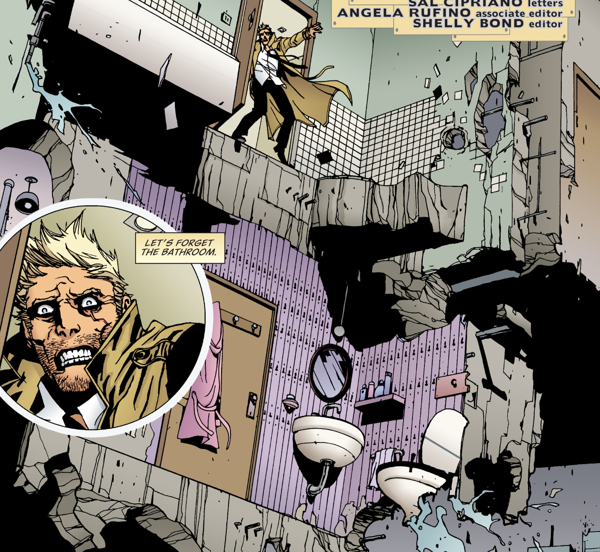 SAL CIPRIANO letters
ANGELA RUFINO associate editor
SHELLY BOND editor
LET'S FORGET
THE BATHROOM.